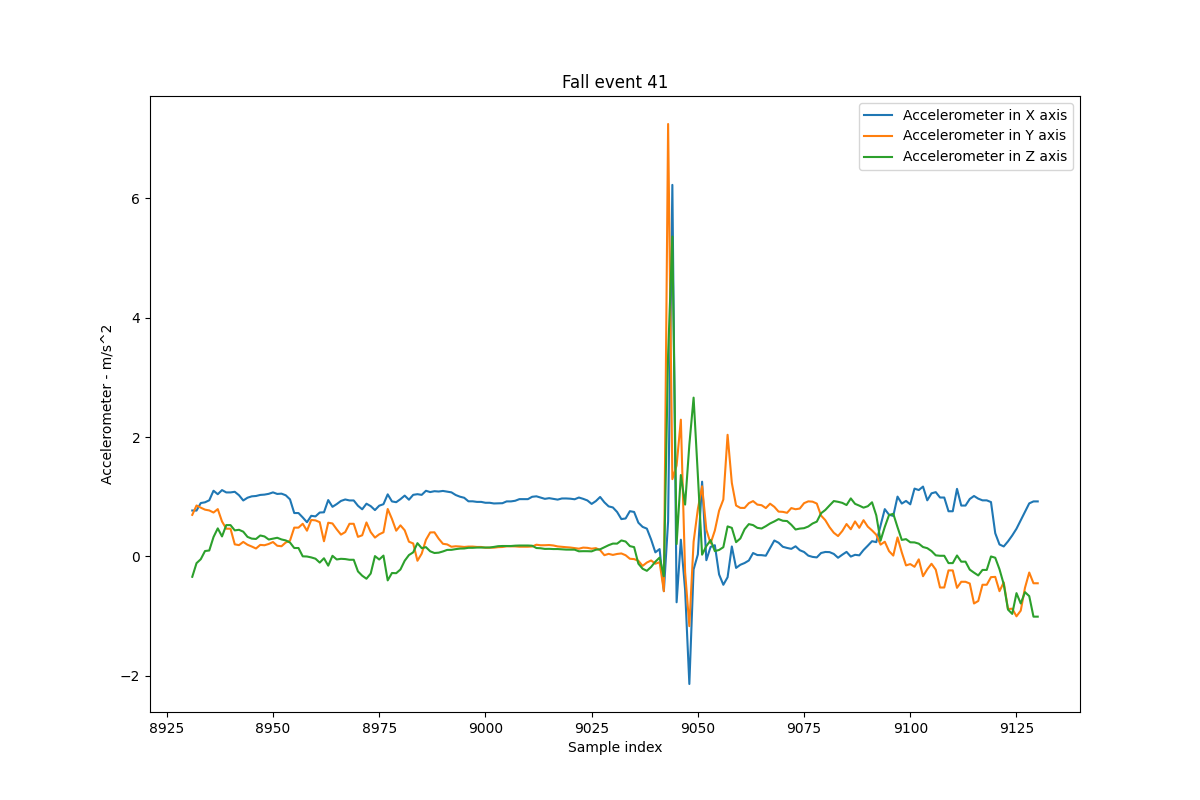 Fall event 41
Accelerometer in X axis
Accelerometer in Y axis
Accelerometer in Z axis
6
4
2
0
−2
Accelerometer - m/s^2
8925 8950 8975 9000 9025 9050 9075 9100 9125
Sample index